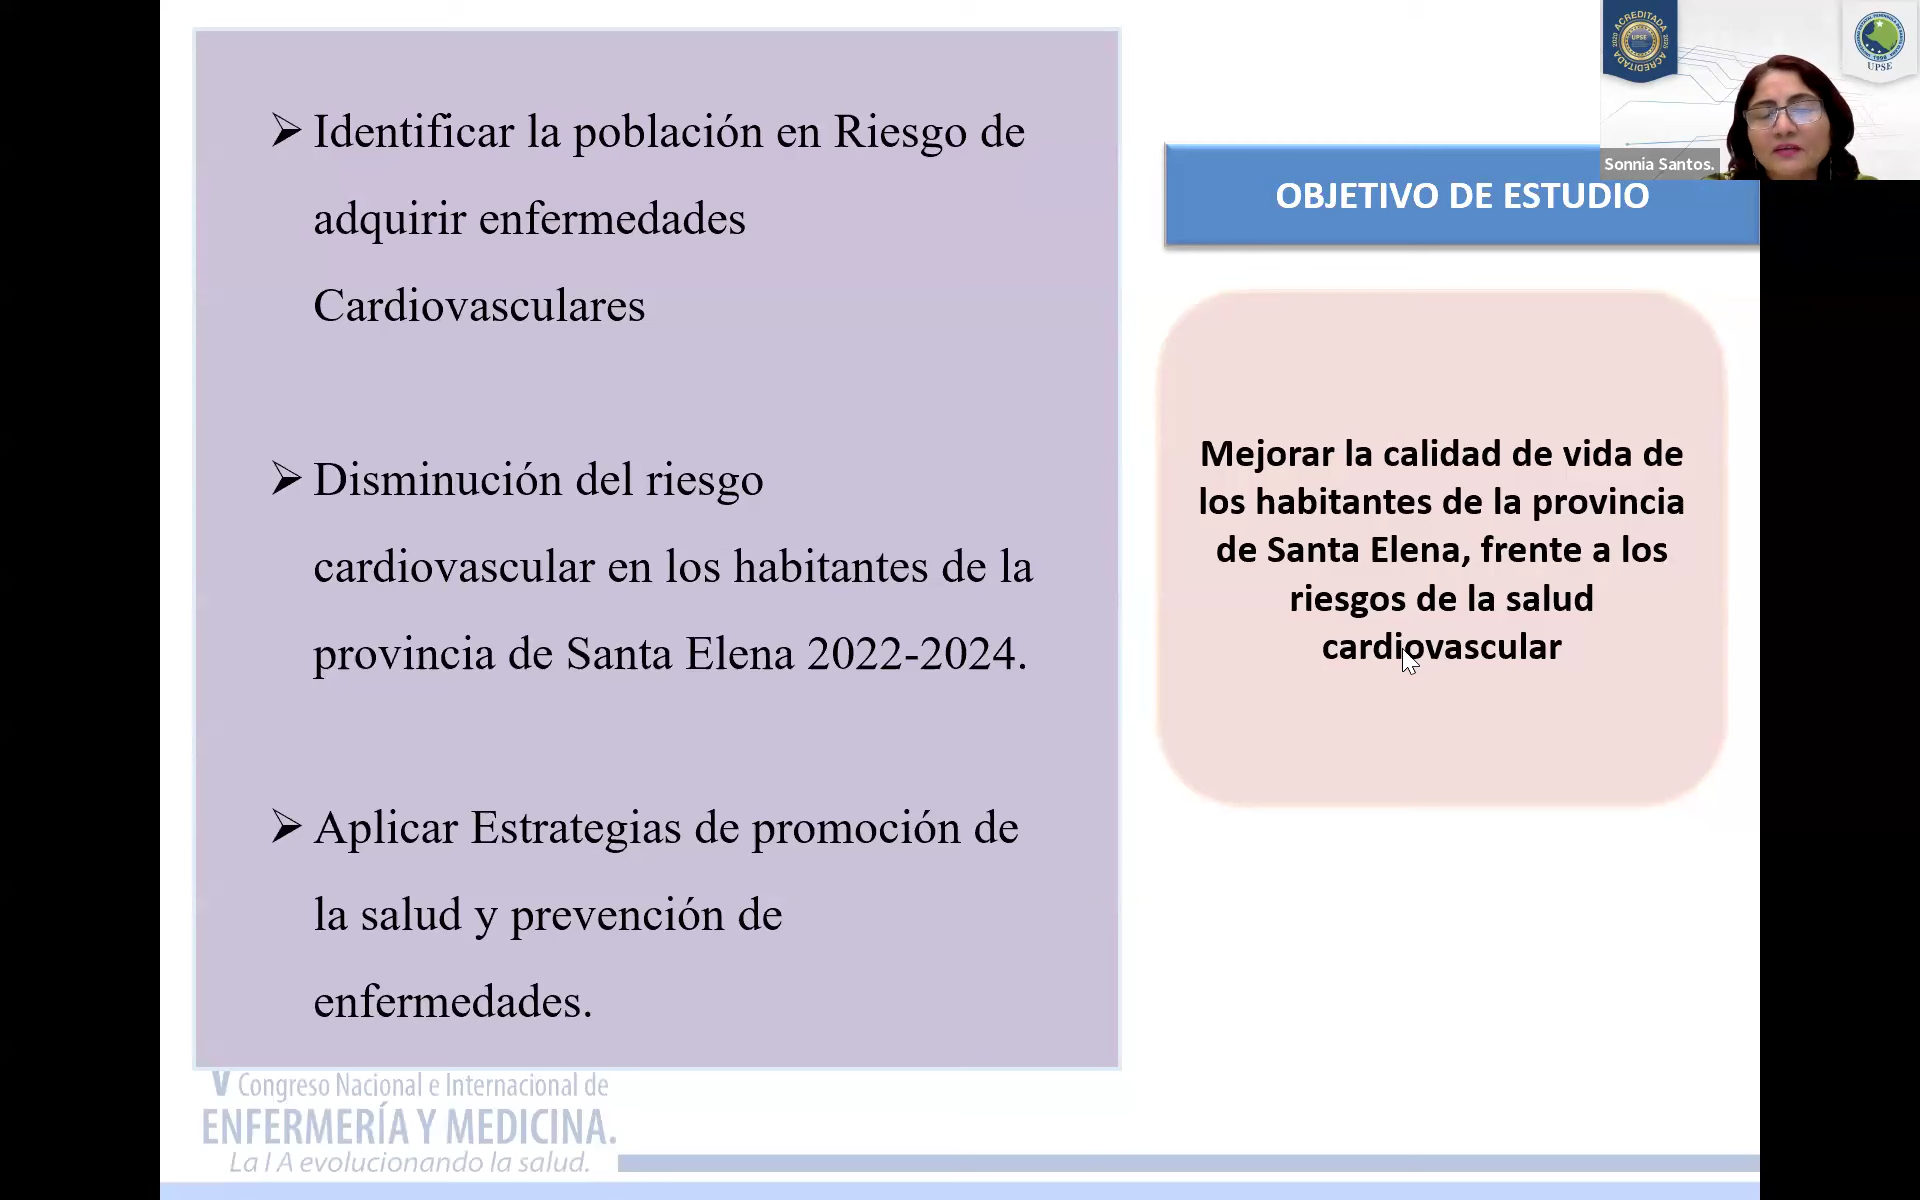 ➢ Identificar la población en Riesgo de
adquirir enfermedades
Cardiovasculares
➢ Disminución del riesgo
cardiovascular en los habitantes de la
provincia de Santa Elena 2022-2024.
➢ Aplicar Estrategias de promoción de
la salud y prevención de
enfermedades.
OBJETIVO DE ESTUDIO
Mejorar la calidad de vida de
los habitantes de la provincia
de Santa Elena, frente a los
riesgos de la salud
cardiovascular
ACREDITADA
UPSE
ACREDITADA
UPSE
Sonnia Santos.
V Congreso Nacional e Internacional de
ENFERMERÍA Y MEDICINA.
La I A evolucionando la salud.